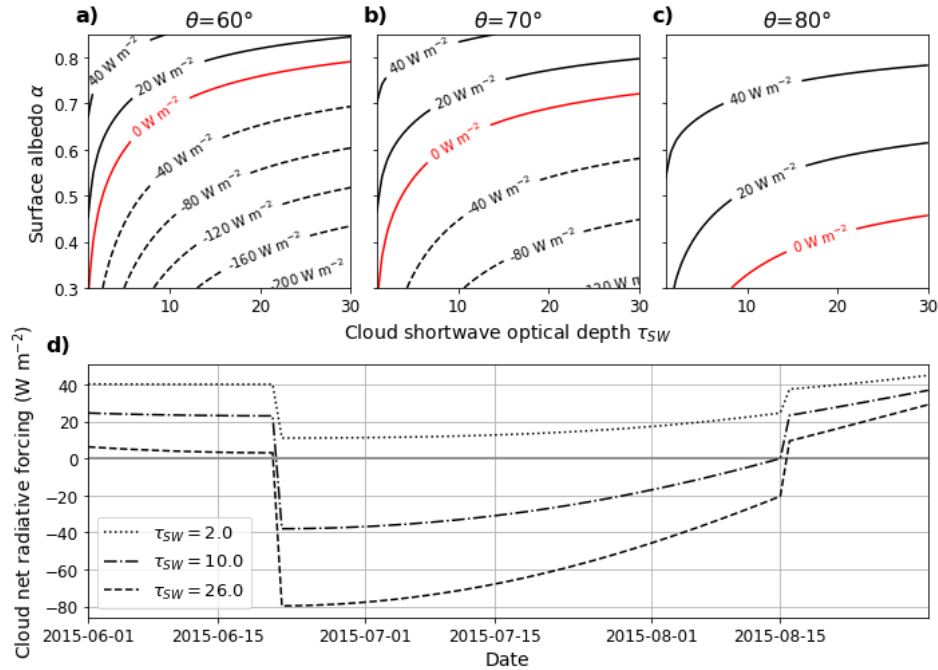 a) θ=60°
b) θ=70°
c) θ=80°
Surface albedo α
0.8
0.7
0.6
0.5
0.4
0.3
40 W m⁻²
20 W m⁻²
0 W m⁻²
-40 W m⁻²
-80 W m⁻²
-120 W m⁻²
-160 W m⁻²
-200 W m⁻²
10 20 30
40 W m⁻²
20 W m⁻²
0 W m⁻²
-40 W m⁻²
-80 W m⁻²
10 20 30
40 W m⁻²
20 W m⁻²
0 W m⁻²
10 20 30
Cloud shortwave optical depth τSW
d)
Cloud net radiative forcing (W m⁻²)
40
20
0
−20
−40
−60
−80
τSW = 2.0
τSW = 10.0
τSW = 26.0
2015-06-01 2015-06-15 2015-07-01 2015-07-15 2015-08-01 2015-08-15
Date